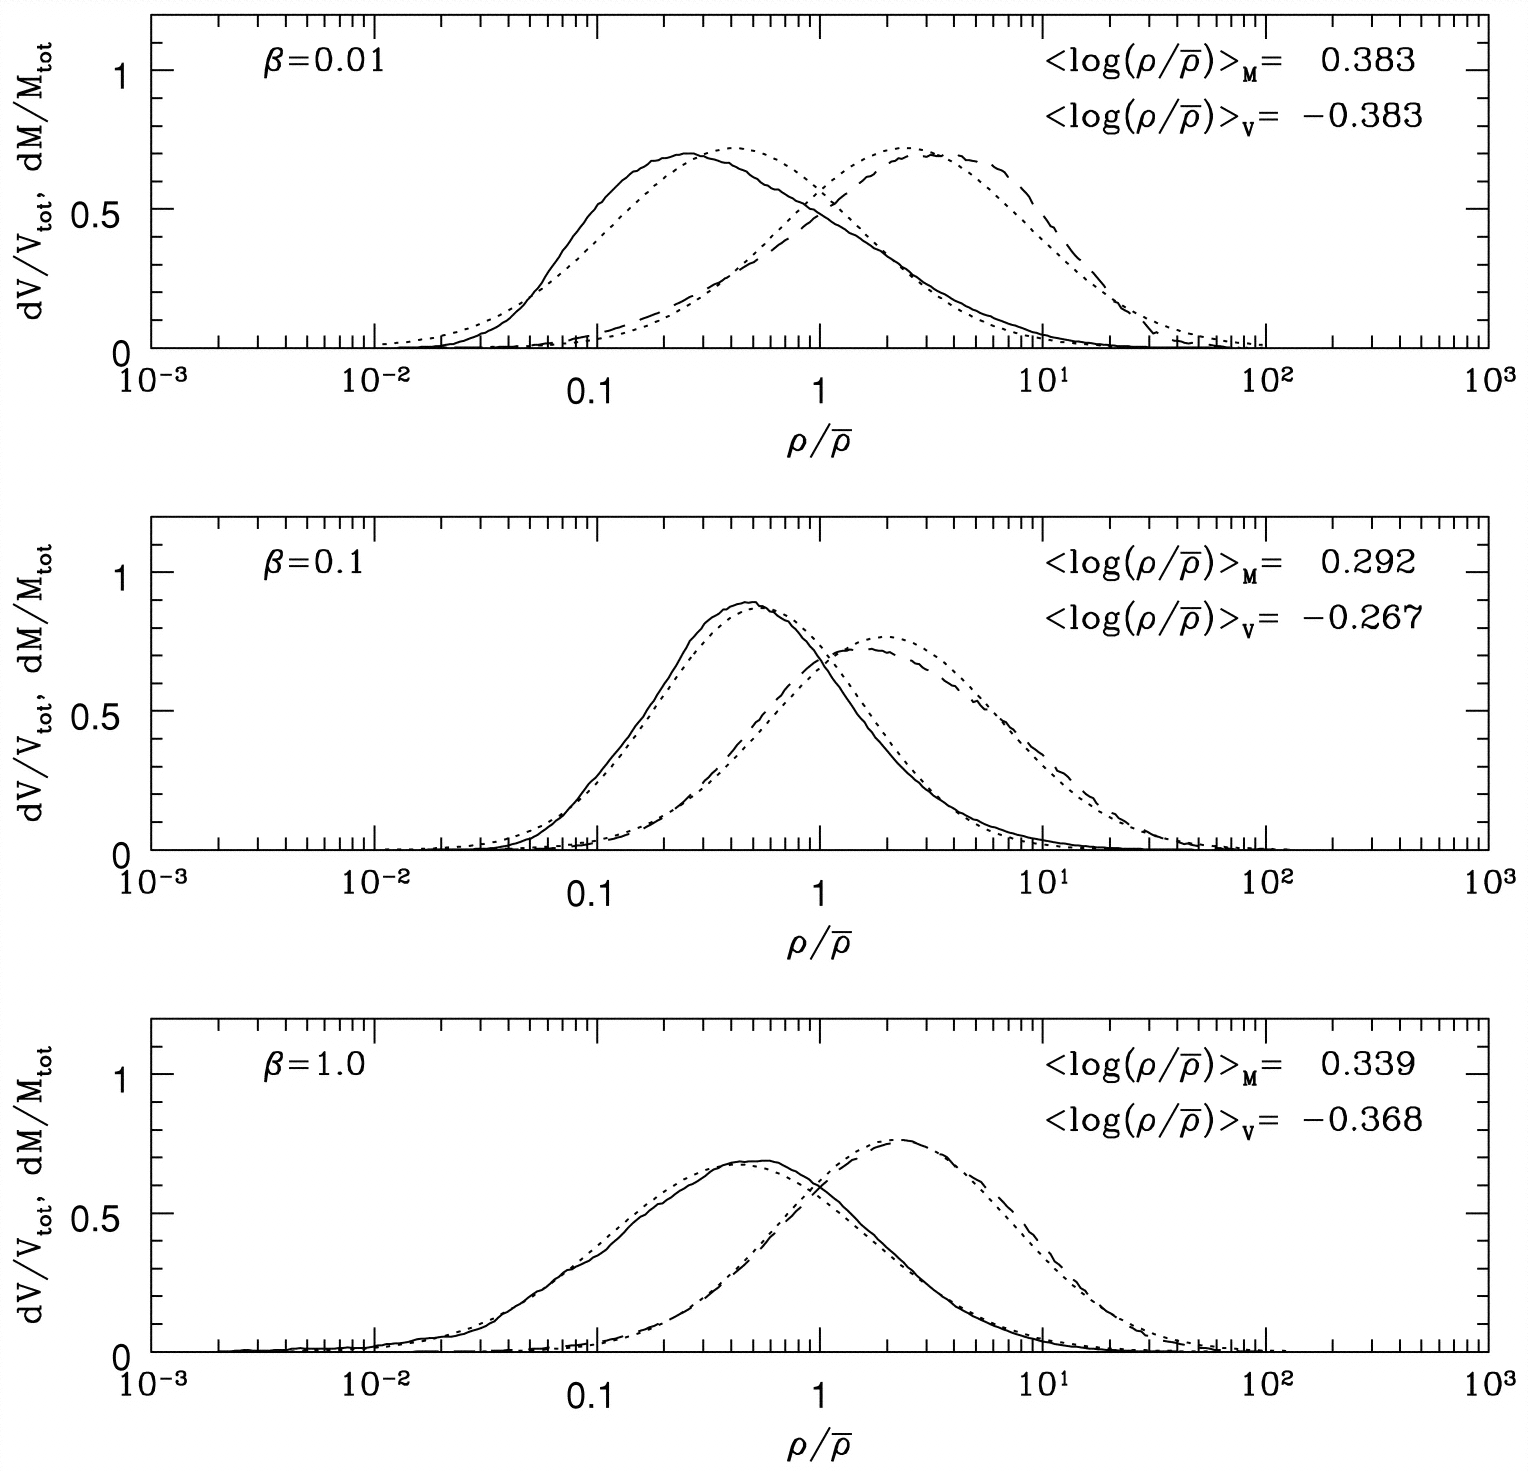 β=0.01
<log(ρ/ρ̅)>M= 0.383
<log(ρ/ρ̅)>V= −0.383
dV/Vtot, dM/Mtot
1
0.5
0
10⁻³ 10⁻² 0.1 1 10¹ 10² 10³
ρ/ρ̅
β=0.1
<log(ρ/ρ̅)>M= 0.292
<log(ρ/ρ̅)>V= −0.267
dV/Vtot, dM/Mtot
1
0.5
0
10⁻³ 10⁻² 0.1 1 10¹ 10² 10³
ρ/ρ̅
β=1.0
<log(ρ/ρ̅)>M= 0.339
<log(ρ/ρ̅)>V= −0.368
dV/Vtot, dM/Mtot
1
0.5
0
10⁻³ 10⁻² 0.1 1 10¹ 10² 10³
ρ/ρ̅